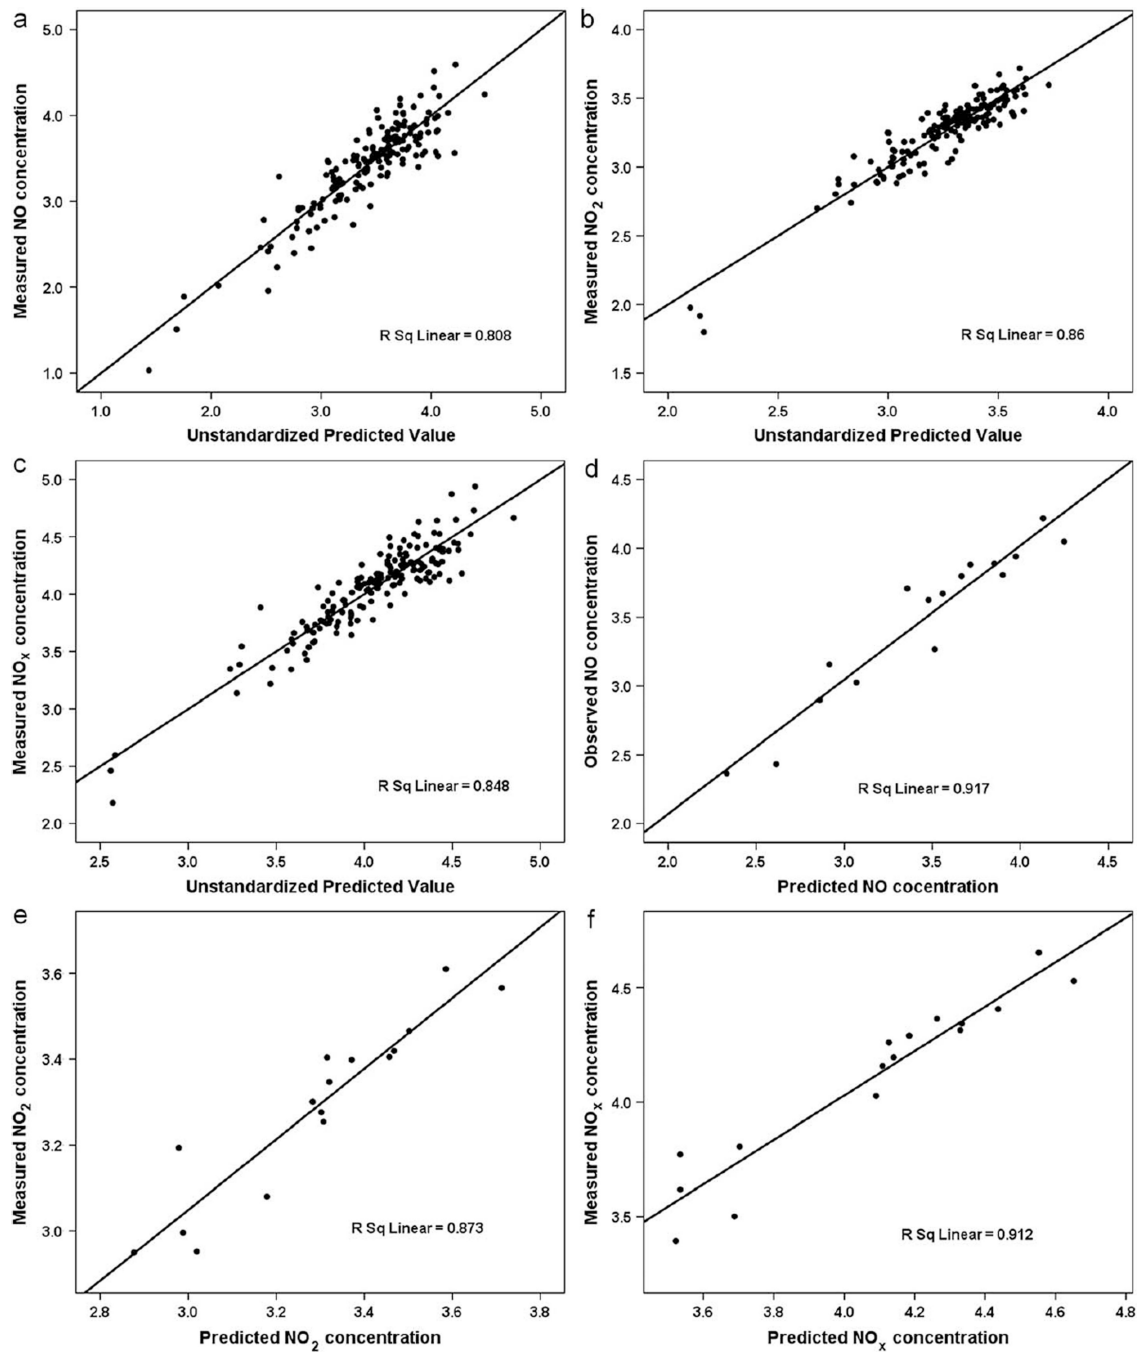 a
5.0
4.0
3.0
2.0
1.0
Measured NO concentration
R Sq Linear = 0.808
1.0 2.0 3.0 4.0 5.0
Unstandardized Predicted Value
b
4.0
3.5
3.0
2.5
2.0
1.5
Measured NO2 concentration
R Sq Linear = 0.86
2.0 2.5 3.0 3.5 4.0
Unstandardized Predicted Value
c
5.0
4.5
4.0
3.5
3.0
2.5
2.0
Measured NOx concentration
R Sq Linear = 0.848
2.5 3.0 3.5 4.0 4.5 5.0
Unstandardized Predicted Value
d
4.5
4.0
3.5
3.0
2.5
2.0
Observed NO concentration
R Sq Linear = 0.917
2.0 2.5 3.0 3.5 4.0 4.5
Predicted NO cocentration
e
3.6
3.4
3.2
3.0
Measured NO2 concentration
R Sq Linear = 0.873
2.8 3.0 3.2 3.4 3.6 3.8
Predicted NO2 concentration
f
4.5
4.0
3.5
Measured NOx concentration
R Sq Linear = 0.912
3.6 3.8 4.0 4.2 4.4 4.6 4.8
Predicted NOx concentration